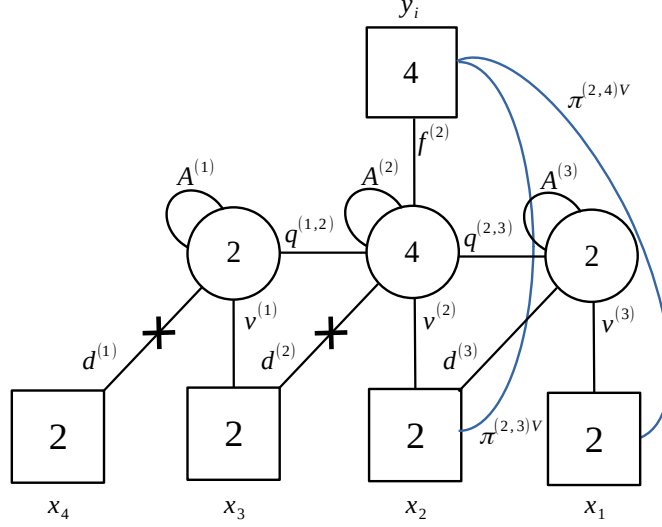 y_i
4
π^(2,4)V
f^(2)
A^(1)
A^(2)
A^(3)
2
q^(1,2)
4
q^(2,3)
2
v^(1)
v^(2)
v^(3)
d^(1)
d^(2)
d^(3)
2
2
2
π^(2,3)V
2
x_4
x_3
x_2
x_1